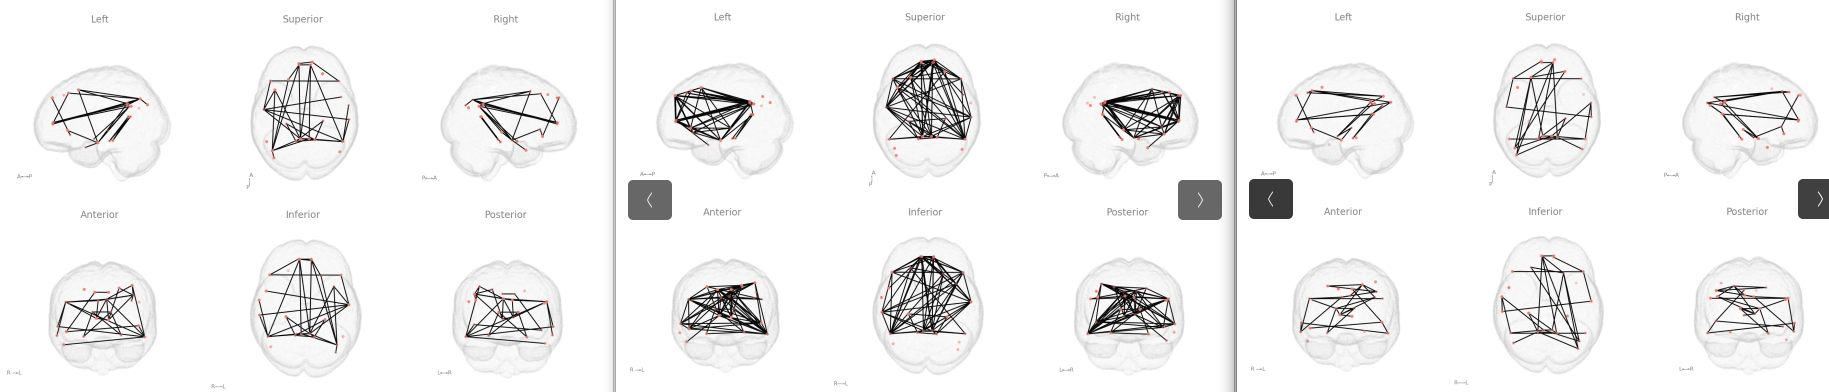 Left Superior Right
A⟷P
A
P
P⟷A
Anterior Inferior Posterior
R⟷L
R⟷L
L⟷R
Left Superior Right
A⟷P
A
P
P⟷A
Anterior Inferior Posterior
R⟷L
R⟷L
L⟷R
Left Superior Right
A⟷P
A
P
P⟷A
Anterior Inferior Posterior
R⟷L
R⟷L
L⟷R